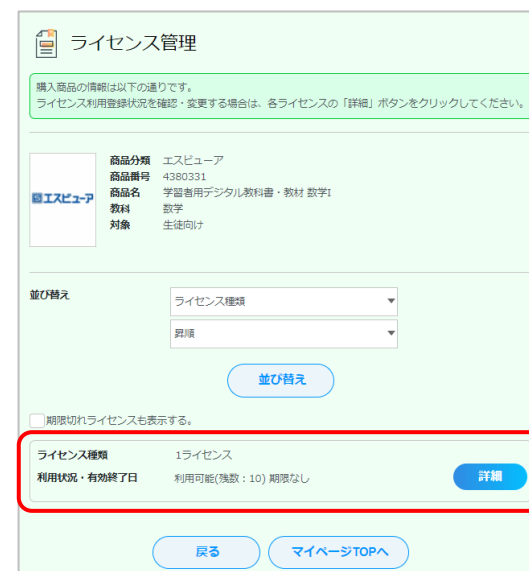 ライセンス管理
購入商品の情報は以下の通りです。
ライセンス利用登録状況を確認・変更する場合は、各ライセンスの「詳細」ボタンをクリックしてください。
エスビューア
商品分類 エスビューア
商品番号 4380331
商品名 学習者用デジタル教科書・教材 数学I
教科 数学
対象 生徒向け
並び替え
ライセンス種類
昇順
並び替え
期限切れライセンスも表示する。
ライセンス種類 1ライセンス
利用状況・有効終了日 利用可能(残数:10) 期限なし
詳細
戻る
マイページTOPへ